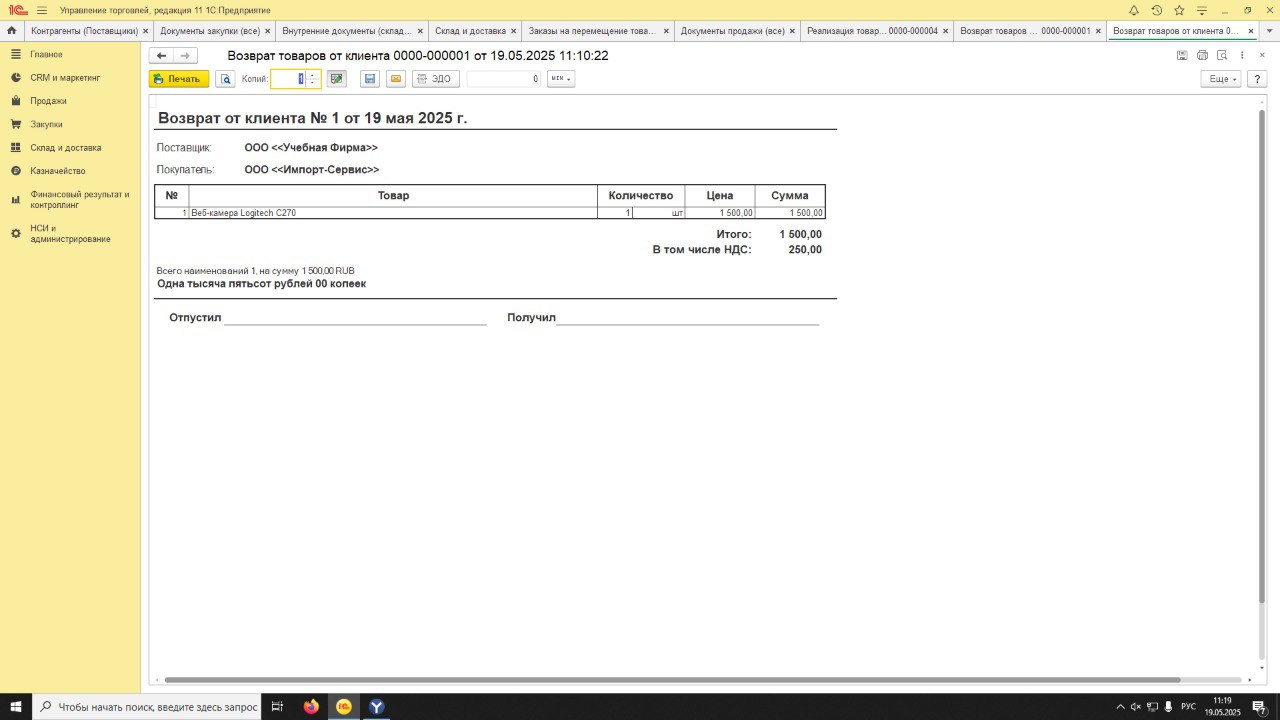 1С Управление торговлей, редакция 11 1С:Предприятие
Контрагенты (Поставщики) × Документы закупки (все) × Внутренние документы (склад... × Склад и доставка × Заказы на перемещение това... × Документы продажи (все) × Реализация товар... 0000-000004 × Возврат товаров ... 0000-000001 × Возврат товаров от клиента 0... ×
Главное
CRM и маркетинг
Продажи
Закупки
Склад и доставка
Казначейство
Финансовый результат и
контроллинг
НСИ и
администрирование
Возврат товаров от клиента 0000-000001 от 19.05.2025 11:10:22
Печать Копий: 1 ЭДО 0 MIN Еще ?
Возврат от клиента № 1 от 19 мая 2025 г.
Поставщик: ООО <<Учебная Фирма>>
Покупатель: ООО <<Импорт-Сервис>>
№ Товар Количество Цена Сумма
1 Веб-камера Logitech C270 1 шт 1 500,00 1 500,00
Итого: 1 500,00
В том числе НДС: 250,00
Всего наименований 1, на сумму 1 500,00 RUB
Одна тысяча пятьсот рублей 00 копеек
Отпустил Получил
Чтобы начать поиск, введите здесь запрос
РУС
11:19
19.05.2025
7